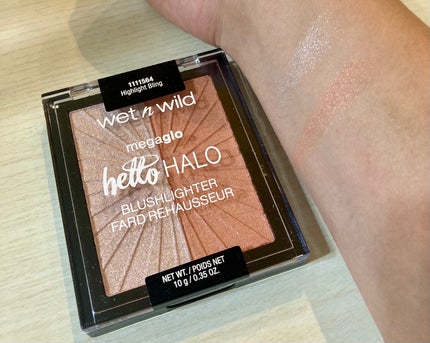 1111564
Highlight Bling
wet n wild
megaglo
hello HALO
BLUSHLIGHTER
FARD REHAUSSEUR
NET WT. / POIDS NET
10 g / 0.35 OZ.